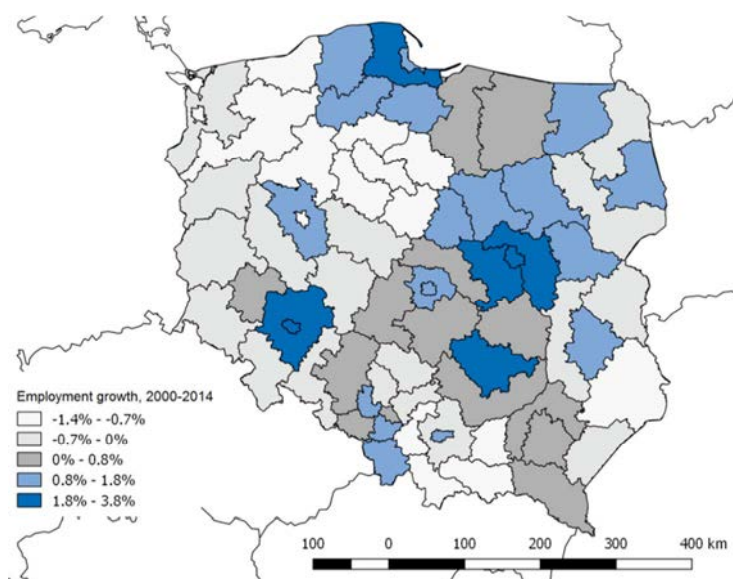 Employment growth, 2000-2014
-1.4% - -0.7%
-0.7% - 0%
0% - 0.8%
0.8% - 1.8%
1.8% - 3.8%
100 0 100 200 300 400 km